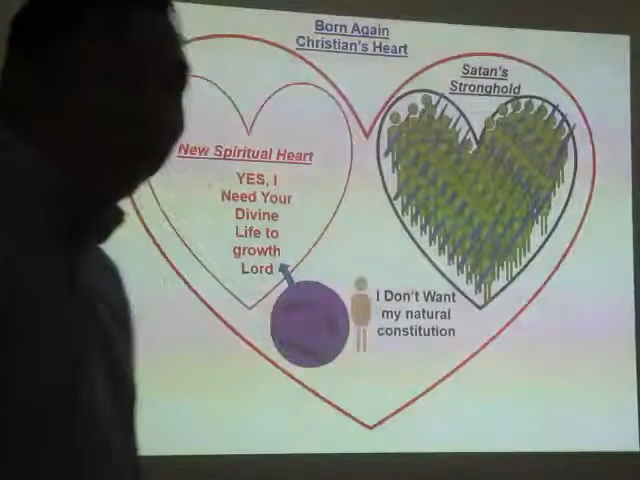 Born Again
Christian's Heart
Satan's
Stronghold
New Spiritual Heart
YES, I
Need Your
Divine
Life to
growth
Lord
I Don't Want
my natural
constitution